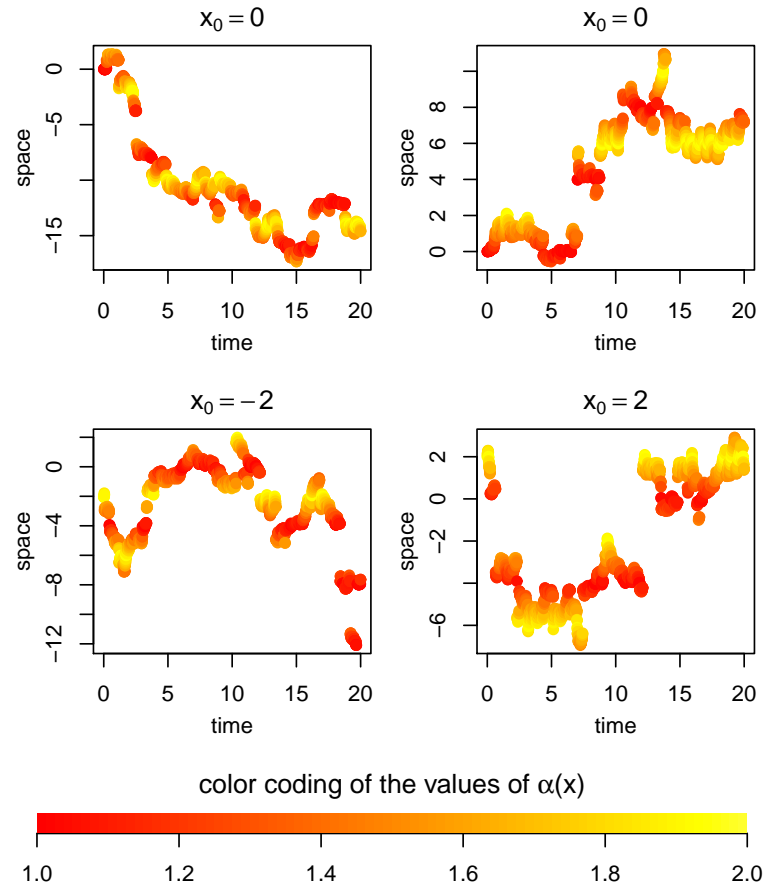 x₀ = 0
x₀ = 0
space
0
−5
−15
0 5 10 15 20
time
space
0 2 4 6 8
0 5 10 15 20
time
x₀ = −2
x₀ = 2
space
0
−4
−8
−12
0 5 10 15 20
time
space
2
0
−2
−6
0 5 10 15 20
time
color coding of the values of α(x)
1.0 1.2 1.4 1.6 1.8 2.0